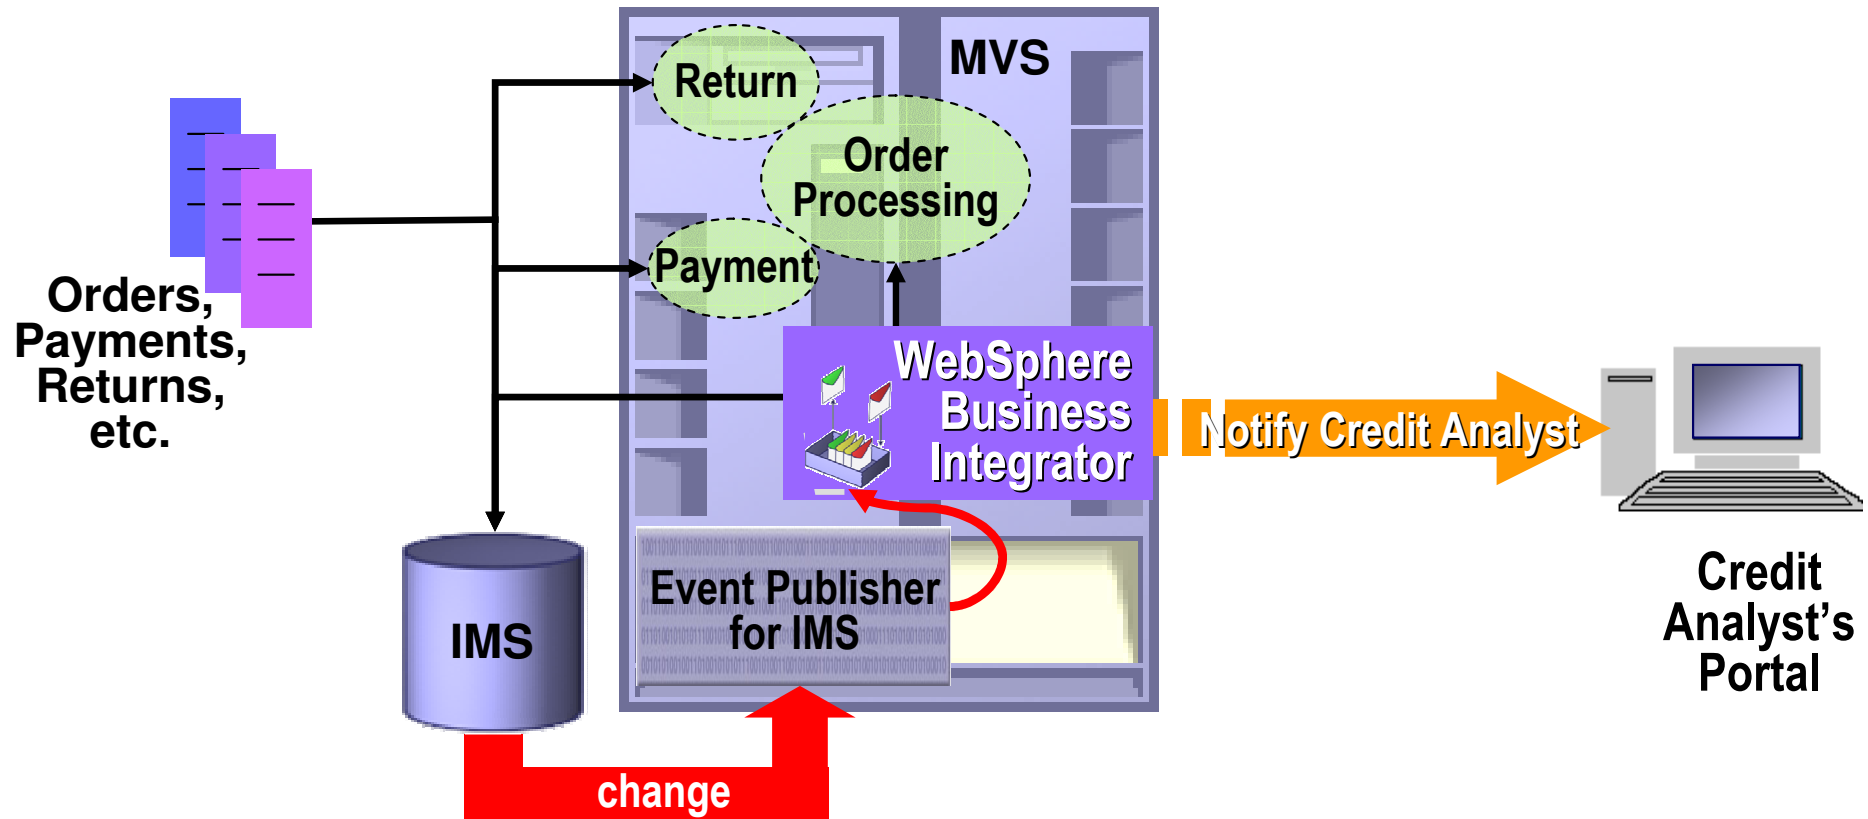 MVS
Return
Order
Processing
Payment
Orders,
Payments,
Returns,
etc.
WebSphere
Business
Integrator
Notify Credit Analyst
IMS
Event Publisher
for IMS
Credit
Analyst’s
Portal
change